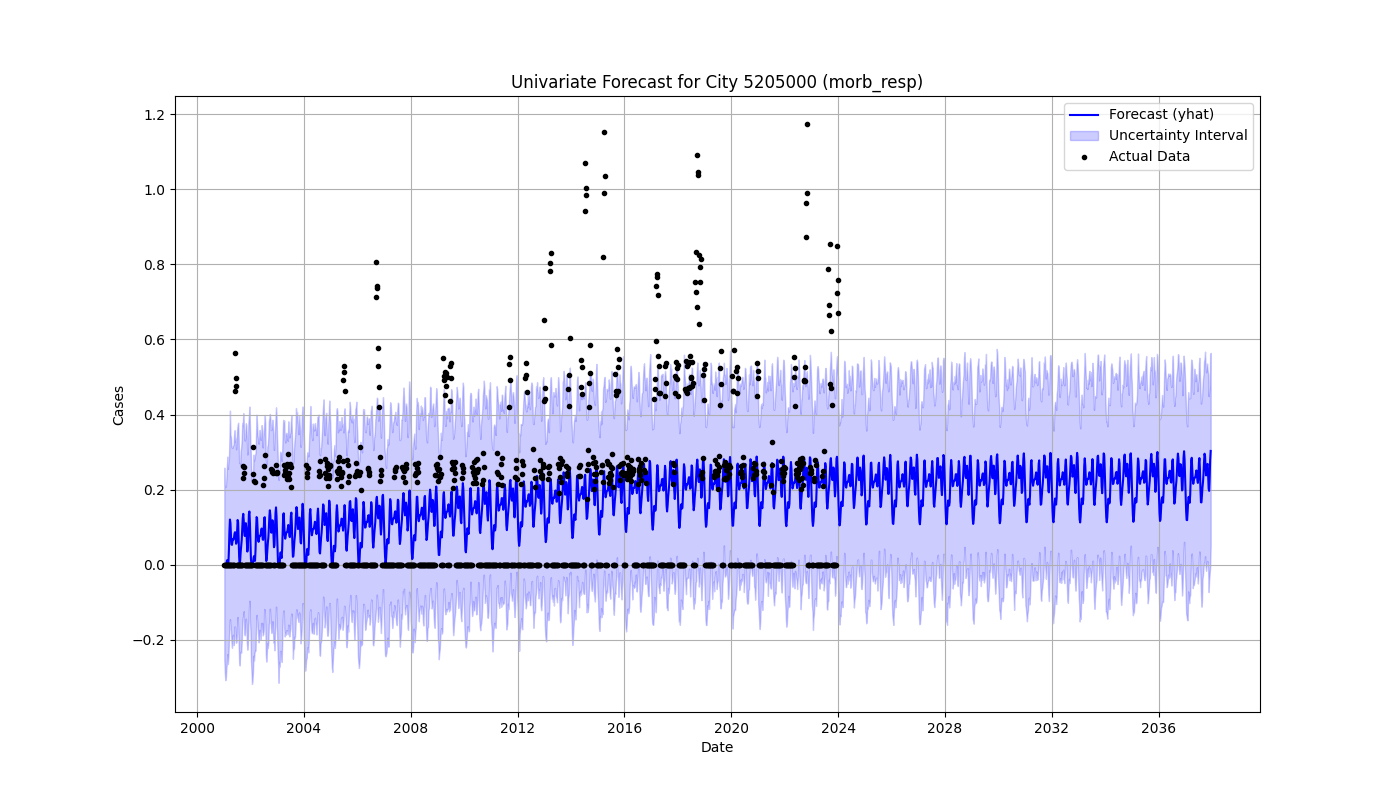 Univariate Forecast for City 5205000 (morb_resp)
Forecast (yhat)
Uncertainty Interval
Actual Data
Cases
1.2
1.0
0.8
0.6
0.4
0.2
0.0
−0.2
2000 2004 2008 2012 2016 2020 2024 2028 2032 2036
Date